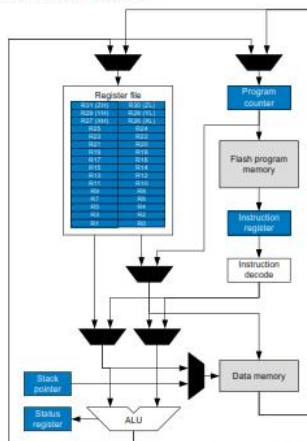 Register file
R31 (ZH) R30 (ZL)
R29 (YH) R28 (YL)
R27 (XH) R26 (XL)
R25 R24
R23 R22
R21 R20
R19 R18
R17 R16
R15 R14
R13 R12
R11 R10
R9 R8
R7 R6
R5 R4
R3 R2
R1 R0
Program
counter
Flash program
memory
Instruction
register
Instruction
decode
Data memory
Stack
pointer
Status
register
ALU